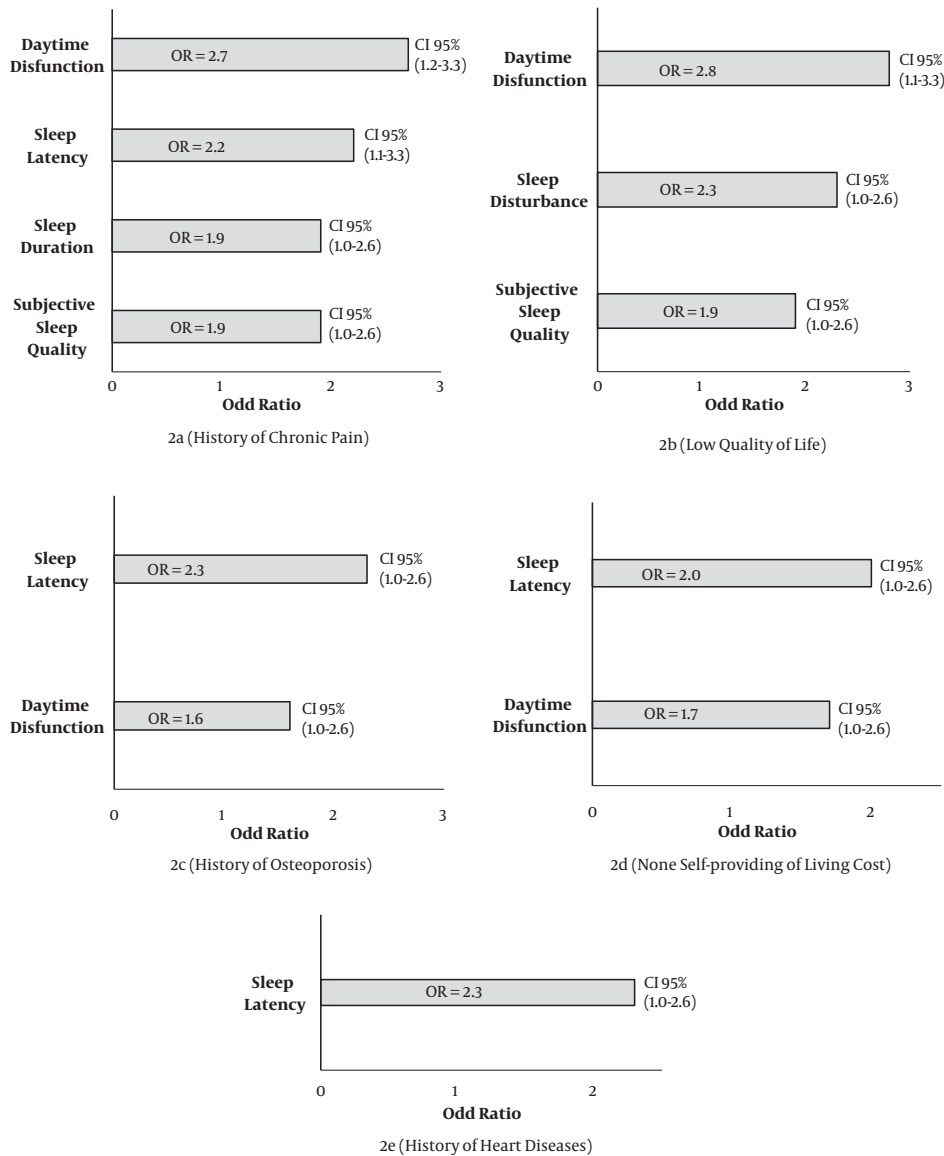 Daytime
Disfunction
OR = 2.7
CI 95%
(1.2-3.3)
Sleep
Latency
OR = 2.2
CI 95%
(1.1-3.3)
Sleep
Duration
OR = 1.9
CI 95%
(1.0-2.6)
Subjective
Sleep
Quality
OR = 1.9
CI 95%
(1.0-2.6)
0 1 2 3
Odd Ratio
2a (History of Chronic Pain)
Daytime
Disfunction
OR = 2.8
CI 95%
(1.1-3.3)
Sleep
Disturbance
OR = 2.3
CI 95%
(1.0-2.6)
Subjective
Sleep
Quality
OR = 1.9
CI 95%
(1.0-2.6)
0 1 2 3
Odd Ratio
2b (Low Quality of Life)
Sleep
Latency
OR = 2.3
CI 95%
(1.0-2.6)
Daytime
Disfunction
OR = 1.6
CI 95%
(1.0-2.6)
0 1 2 3
Odd Ratio
2c (History of Osteoporosis)
Sleep
Latency
OR = 2.0
CI 95%
(1.0-2.6)
Daytime
Disfunction
OR = 1.7
CI 95%
(1.0-2.6)
0 1 2
Odd Ratio
2d (None Self-providing of Living Cost)
Sleep
Latency
OR = 2.3
CI 95%
(1.0-2.6)
0 1 2
Odd Ratio
2e (History of Heart Diseases)